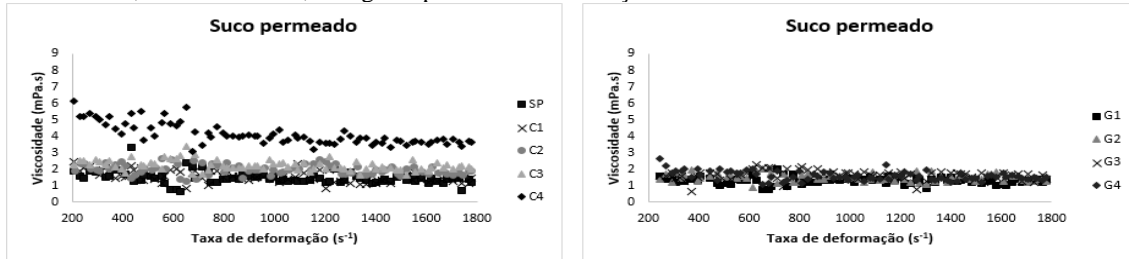 Suco permeado
Viscosidade (mPa.s)
9
8
7
6
5
4
3
2
1
0
200 400 600 800 1000 1200 1400 1600 1800
Taxa de deformação (s⁻¹)
SP
C1
C2
C3
C4
Suco permeado
Viscosidade (mPa.s)
9
8
7
6
5
4
3
2
1
0
200 400 600 800 1000 1200 1400 1600 1800
Taxa de deformação (s⁻¹)
G1
G2
G3
G4